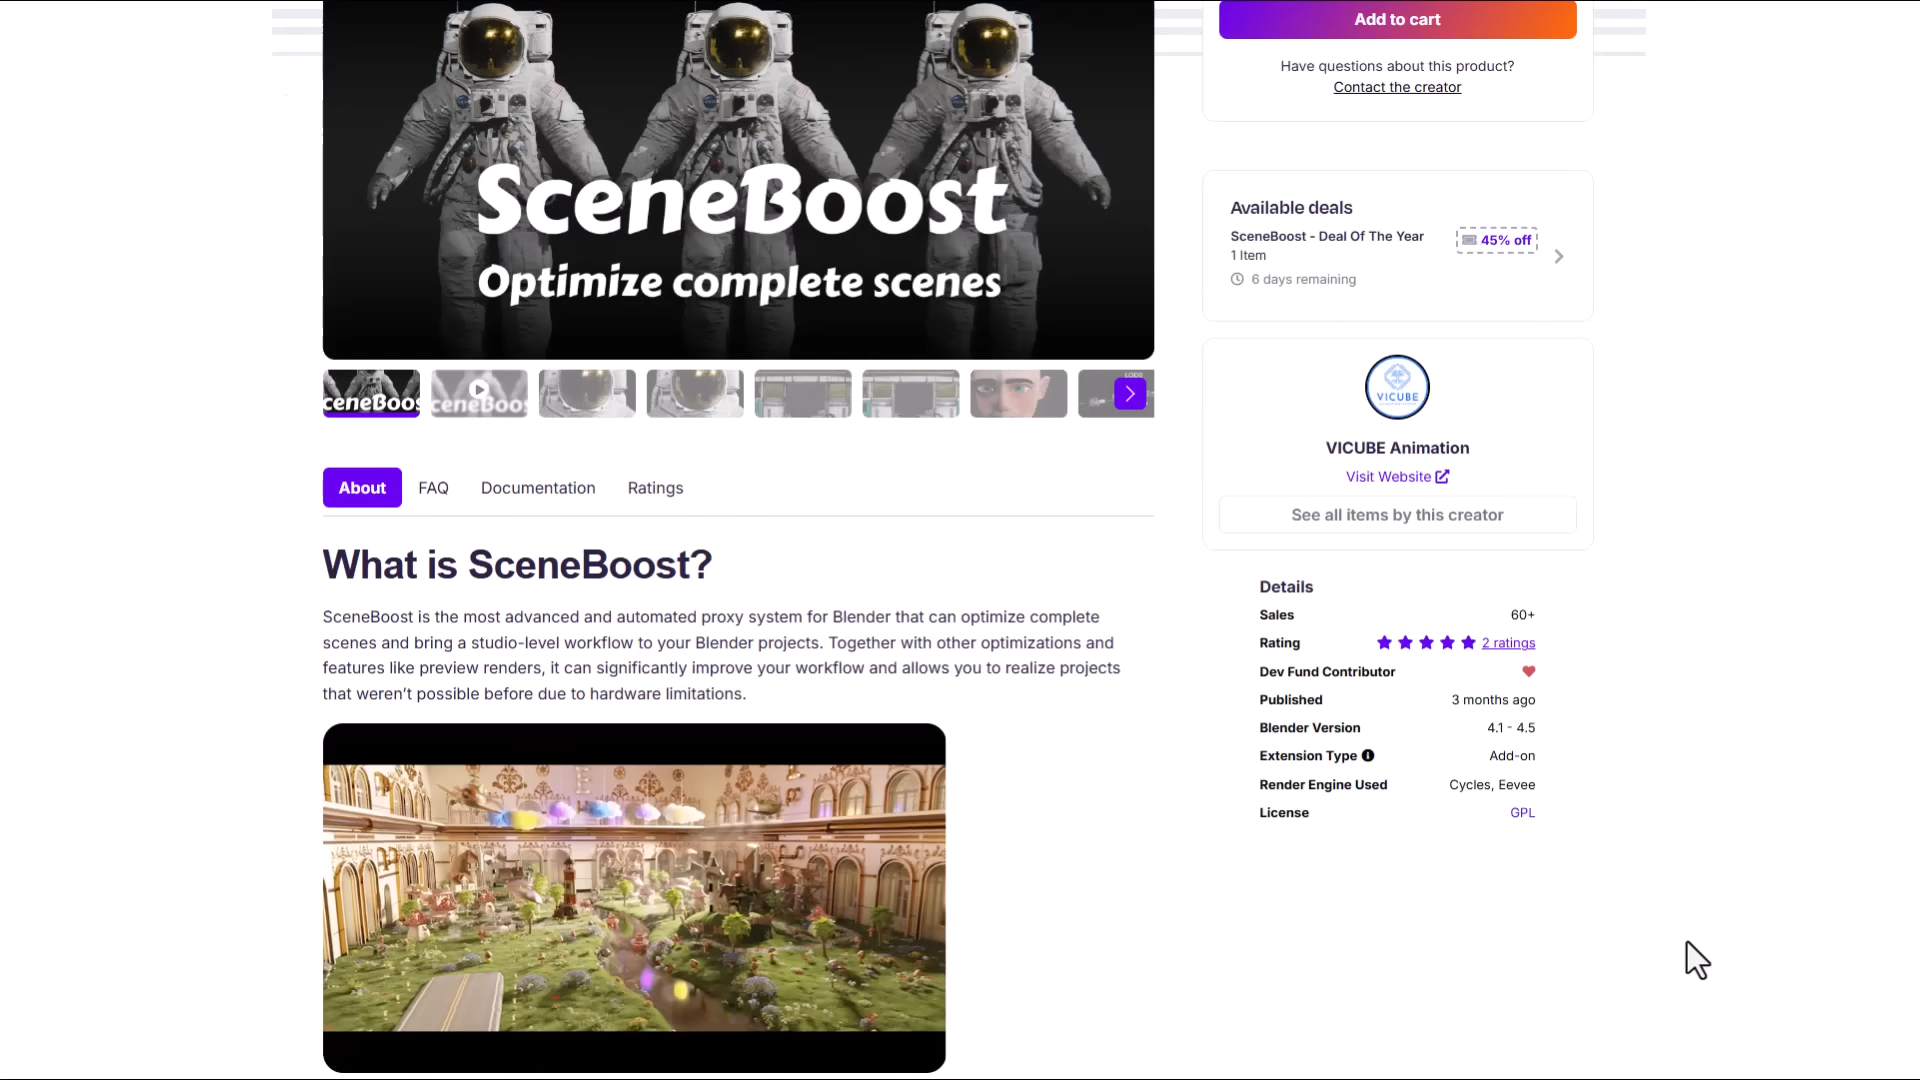 Add to cart
Have questions about this product?
Contact the creator
SceneBoost
Optimize complete scenes
Available deals
SceneBoost - Deal Of The Year
45% off
1 Item
6 days remaining
VICUBE
VICUBE Animation
Visit Website
See all items by this creator
About
FAQ
Documentation
Ratings
What is SceneBoost?
SceneBoost is the most advanced and automated proxy system for Blender that can optimize complete
scenes and bring a studio-level workflow to your Blender projects. Together with other optimizations and
features like preview renders, it can significantly improve your workflow and allows you to realize projects
that weren't possible before due to hardware limitations.
Details
Sales 60+
Rating 2 ratings
Dev Fund Contributor
Published 3 months ago
Blender Version 4.1 - 4.5
Extension Type Add-on
Render Engine Used Cycles, Eevee
License GPL